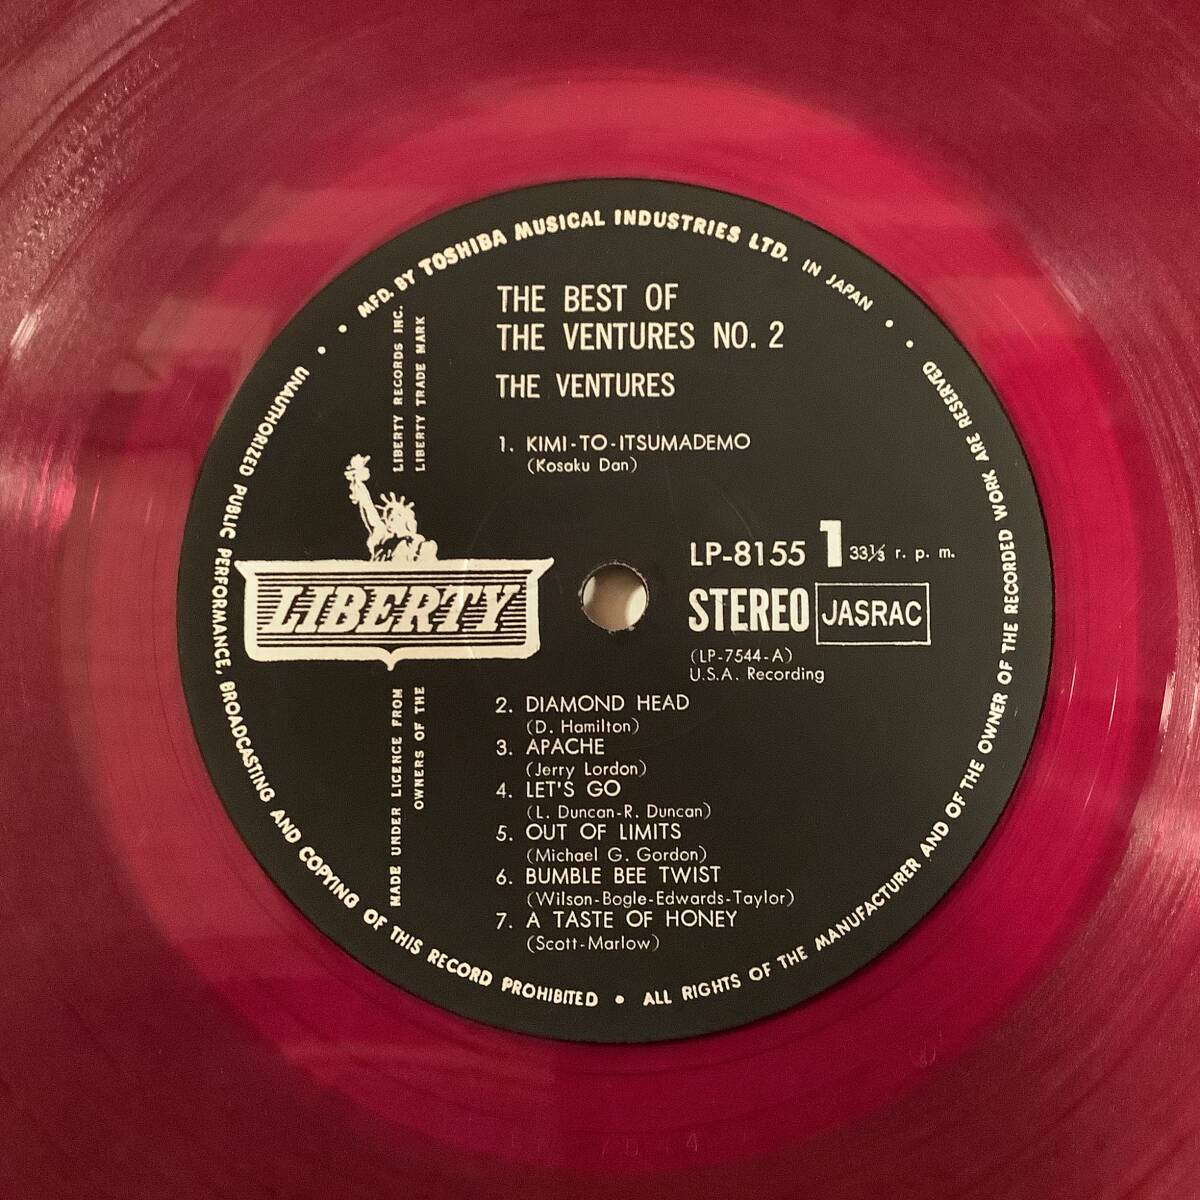 • MFD. BY TOSHIBA MUSICAL INDUSTRIES LTD. IN JAPAN •
THE BEST OF
THE VENTURES NO. 2
THE VENTURES
1. KIMI-TO-ITSUMADEMO
(Kosaku Dan)
LIBERTY RECORDS INC.
LIBERTY TRADE MARK
LIBERTY
LP-8155 1 33⅓ r. p. m.
STEREO JASRAC
(LP-7544-A)
U.S.A. Recording
MADE UNDER LICENCE FROM
OWNERS OF THE
2. DIAMOND HEAD
(D. Hamilton)
3. APACHE
(Jerry Lordon)
4. LET'S GO
(L. Duncan-R. Duncan)
5. OUT OF LIMITS
(Michael G. Gordon)
6. BUMBLE BEE TWIST
(Wilson-Bogle-Edwards-Taylor)
7. A TASTE OF HONEY
(Scott-Marlow)
• UNAUTHORIZED PUBLIC PERFORMANCE, BROADCASTING AND COPYING OF THIS RECORD PROHIBITED • ALL RIGHTS OF THE MANUFACTURER AND OF THE OWNER OF THE RECORDED WORK ARE RESERVED •